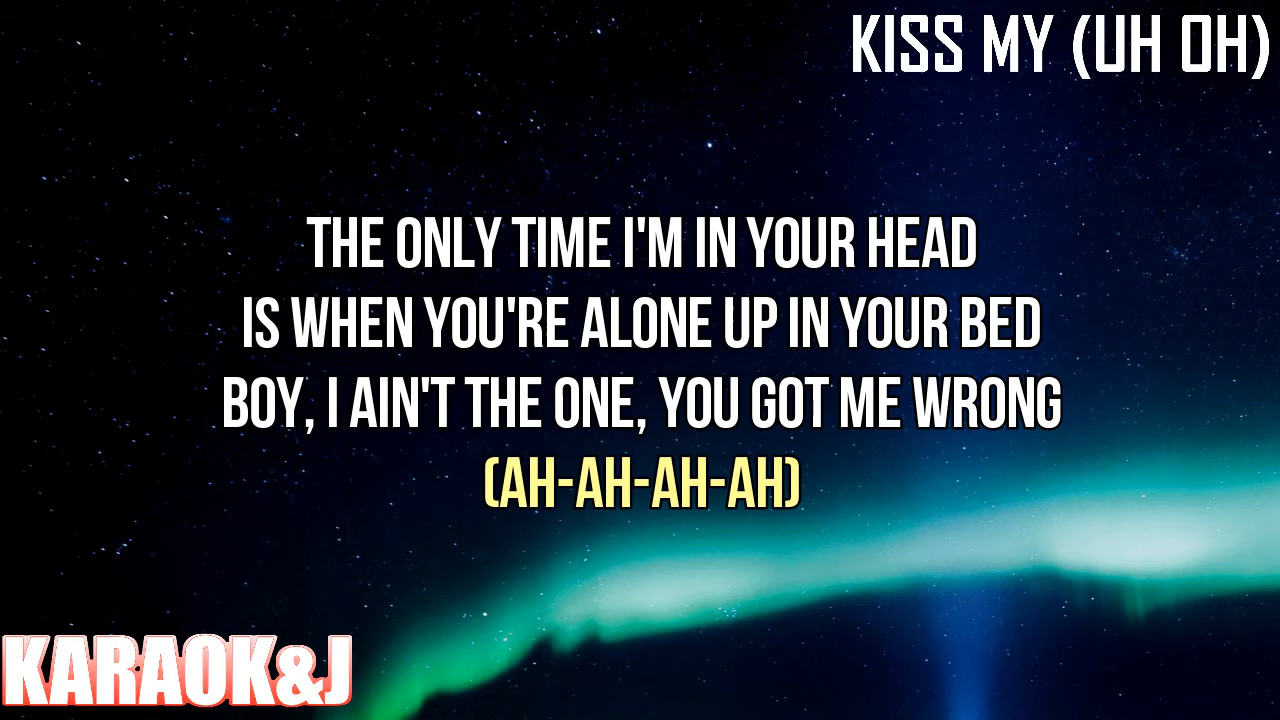 KISS MY (UH OH)
THE ONLY TIME I'M IN YOUR HEAD
IS WHEN YOU'RE ALONE UP IN YOUR BED
BOY, I AIN'T THE ONE, YOU GOT ME WRONG
(AH-AH-AH-AH)
KARAOK&J